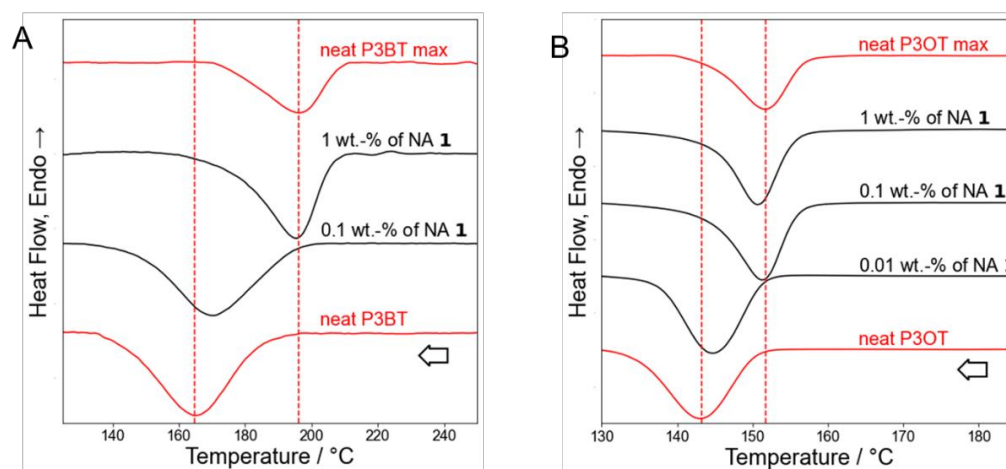 A
neat P3BT max
1 wt.-% of NA 1
0.1 wt.-% of NA 1
neat P3BT
Heat Flow, Endo →
140 160 180 200 220 240
Temperature / °C
B
neat P3OT max
1 wt.-% of NA 1
0.1 wt.-% of NA 1
0.01 wt.-% of NA
neat P3OT
Heat Flow, Endo →
130 140 150 160 170 180
Temperature / °C